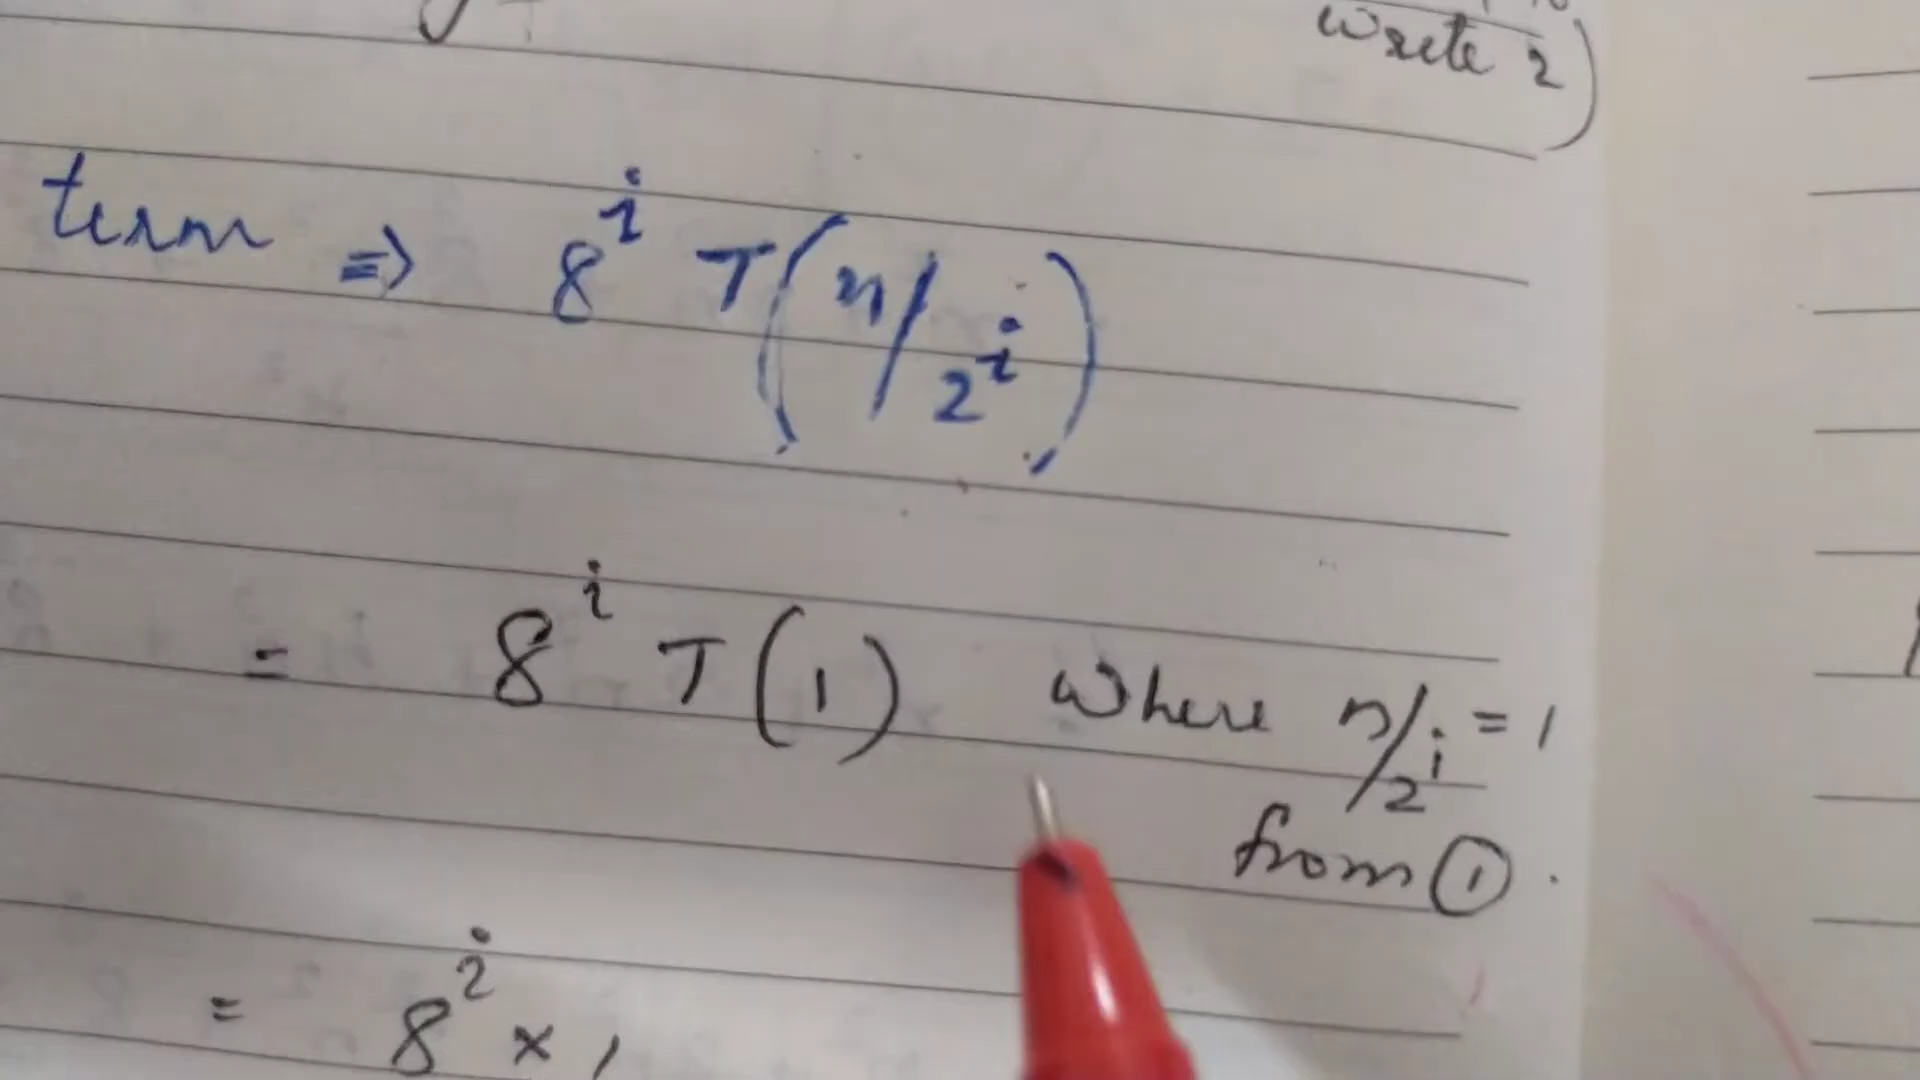 write 2)
term ⇒ 8^i T(n/2^i)
= 8^i T(1) where n/2^i = 1
from ①.
= 8^i × 1